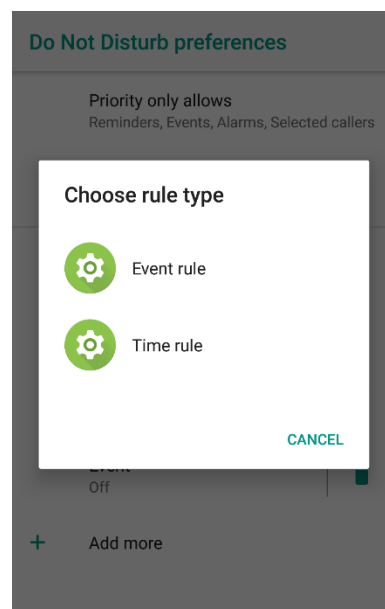 Do Not Disturb preferences
Priority only allows
Reminders, Events, Alarms, Selected callers
Choose rule type
Event rule
Time rule
CANCEL
Event
Off
Add more